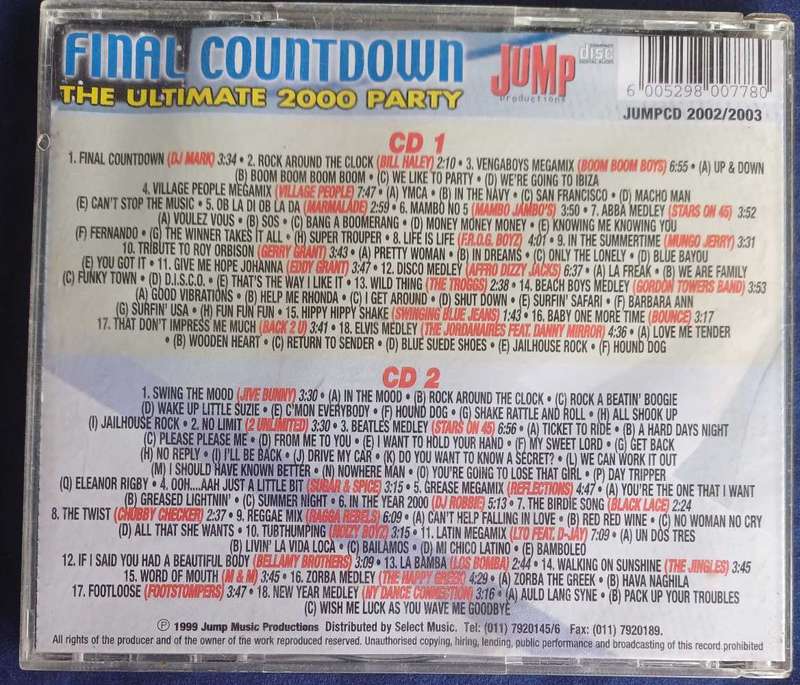 FINAL COUNTDOWN
THE ULTIMATE 2000 PARTY
JUMP
productions
COMPACT
disc
DIGITAL AUDIO
6 005298 007780
JUMPCD 2002/2003
CD 1
1. FINAL COUNTDOWN (DJ MARK) 3:34 • 2. ROCK AROUND THE CLOCK (BILL HALEY) 2:10 • 3. VENGABOYS MEGAMIX (BOOM BOOM BOYS) 6:55 • (A) UP & DOWN
(B) BOOM BOOM BOOM BOOM • (C) WE LIKE TO PARTY • (D) WE'RE GOING TO IBIZA
4. VILLAGE PEOPLE MEGAMIX (VILLAGE PEOPLE) 7:47 • (A) YMCA • (B) IN THE NAVY • (C) SAN FRANCISCO • (D) MACHO MAN
(E) CAN'T STOP THE MUSIC • 5. OB LA DI OB LA DA (MARMALADE) 2:59 • 6. MAMBO NO 5 (MAMBO JAMBO'S) 3:50 • 7. ABBA MEDLEY (STARS ON 45) 3:52
(A) VOULEZ VOUS • (B) SOS • (C) BANG A BOOMERANG • (D) MONEY MONEY MONEY • (E) KNOWING ME KNOWING YOU
(F) FERNANDO • (G) THE WINNER TAKES IT ALL • (H) SUPER TROUPER • 8. LIFE IS LIFE (F.R.O.G. BOYZ) 4:01 • 9. IN THE SUMMERTIME (MUNGO JERRY) 3:31
10. TRIBUTE TO ROY ORBISON (GERRY GRANT) 3:43 • (A) PRETTY WOMAN • (B) IN DREAMS • (C) ONLY THE LONELY • (D) BLUE BAYOU
(E) YOU GOT IT • 11. GIVE ME HOPE JOHANNA (EDDY GRANT) 3:47 • 12. DISCO MEDLEY (AFFRO DIZZY JACKS) 6:37 • (A) LA FREAK • (B) WE ARE FAMILY
(C) FUNKY TOWN • (D) D.I.S.C.O. • (E) THAT'S THE WAY I LIKE IT • 13. WILD THING (THE TROGGS) 2:38 • 14. BEACH BOYS MEDLEY (GORDON TOWERS BAND) 3:53
(A) GOOD VIBRATIONS • (B) HELP ME RHONDA • (C) I GET AROUND • (D) SHUT DOWN • (E) SURFIN' SAFARI • (F) BARBARA ANN
(G) SURFIN' USA • (H) FUN FUN FUN • 15. HIPPY HIPPY SHAKE (SWINGING BLUE JEANS) 1:43 • 16. BABY ONE MORE TIME (BOUNCE) 3:17
17. THAT DON'T IMPRESS ME MUCH (BACK 2 U) 3:41 • 18. ELVIS MEDLEY (THE JORDANAIRES FEAT. DANNY MIRROR) 4:36 • (A) LOVE ME TENDER
(B) WOODEN HEART • (C) RETURN TO SENDER • (D) BLUE SUEDE SHOES • (E) JAILHOUSE ROCK • (F) HOUND DOG
CD 2
1. SWING THE MOOD (JIVE BUNNY) 3:30 • (A) IN THE MOOD • (B) ROCK AROUND THE CLOCK • (C) ROCK A BEATIN' BOOGIE
(D) WAKE UP LITTLE SUZIE • (E) C'MON EVERYBODY • (F) HOUND DOG • (G) SHAKE RATTLE AND ROLL • (H) ALL SHOOK UP
(I) JAILHOUSE ROCK • 2. NO LIMIT (2 UNLIMITED) 3:30 • 3. BEATLES MEDLEY (STARS ON 45) 6:56 • (A) TICKET TO RIDE • (B) A HARD DAYS NIGHT
(C) PLEASE PLEASE ME • (D) FROM ME TO YOU • (E) I WANT TO HOLD YOUR HAND • (F) MY SWEET LORD • (G) GET BACK
(H) NO REPLY • (I) I'LL BE BACK • (J) DRIVE MY CAR • (K) DO YOU WANT TO KNOW A SECRET? • (L) WE CAN WORK IT OUT
(M) I SHOULD HAVE KNOWN BETTER • (N) NOWHERE MAN • (O) YOU'RE GOING TO LOSE THAT GIRL • (P) DAY TRIPPER
(Q) ELEANOR RIGBY • 4. OOH....AAH JUST A LITTLE BIT (SUGAR & SPICE) 3:15 • 5. GREASE MEGAMIX (REFLECTIONS) 4:47 • (A) YOU'RE THE ONE THAT I WANT
(B) GREASED LIGHTNIN' • (C) SUMMER NIGHT • 6. IN THE YEAR 2000 (DJ ROBBIE) 5:13 • 7. THE BIRDIE SONG (BLACK LACE) 2:24
8. THE TWIST (CHUBBY CHECKER) 2:37 • 9. REGGAE MIX (RAGGA REBELS) 6:09 • (A) CAN'T HELP FALLING IN LOVE • (B) RED RED WINE • (C) NO WOMAN NO CRY
(D) ALL THAT SHE WANTS • 10. TUBTHUMPING (NOIZY BOYZ) 3:15 • 11. LATIN MEGAMIX (LTO FEAT. D-JAY) 7:09 • (A) UN DOS TRES
(B) LIVIN' LA VIDA LOCA • (C) BAILAMOS • (D) MI CHICO LATINO • (E) BAMBOLEO
12. IF I SAID YOU HAD A BEAUTIFUL BODY (BELLAMY BROTHERS) 3:09 • 13. LA BAMBA (LOS BOMBA) 2:44 • 14. WALKING ON SUNSHINE (THE JINGLES) 3:45
15. WORD OF MOUTH (M & M) 3:45 • 16. ZORBA MEDLEY (THE HAPPY GREEK) 4:29 • (A) ZORBA THE GREEK • (B) HAVA NAGHILA
17. FOOTLOOSE (FOOTSTOMPERS) 3:47 • 18. NEW YEAR MEDLEY (NY DANCE CONNECTION) 3:16 • (A) AULD LANG SYNE • (B) PACK UP YOUR TROUBLES
(C) WISH ME LUCK AS YOU WAVE ME GOODBYE
Ⓟ 1999 Jump Music Productions Distributed by Select Music. Tel: (011) 7920145/6 Fax: (011) 7920189.
All rights of the producer and of the owner of the work reproduced reserved. Unauthorised copying, hiring, lending, public performance and broadcasting of this record prohibited